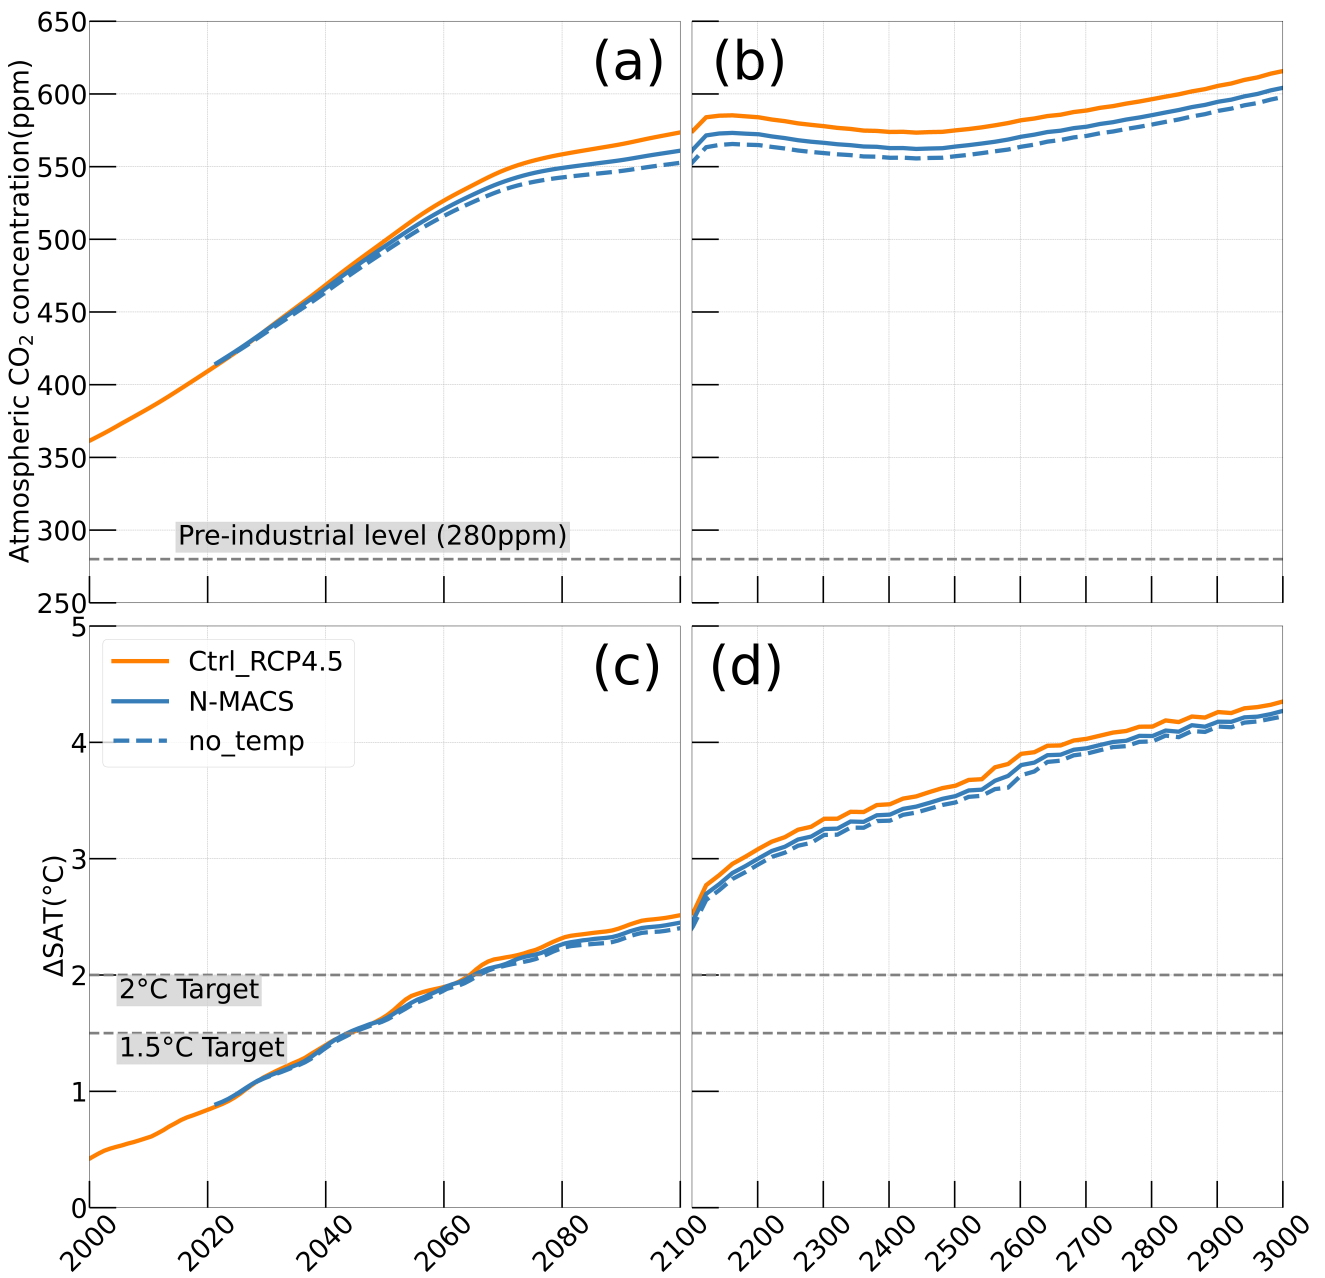 Atmospheric CO₂ concentration(ppm)
650
600
550
500
450
400
350
300
250
(a)
(b)
Pre-industrial level (280ppm)
ΔSAT(°C)
5
4
3
2
1
0
Ctrl_RCP4.5
N-MACS
no_temp
(c)
(d)
2°C Target
1.5°C Target
2000 2020 2040 2060 2080 2100 2200 2300 2400 2500 2600 2700 2800 2900 3000